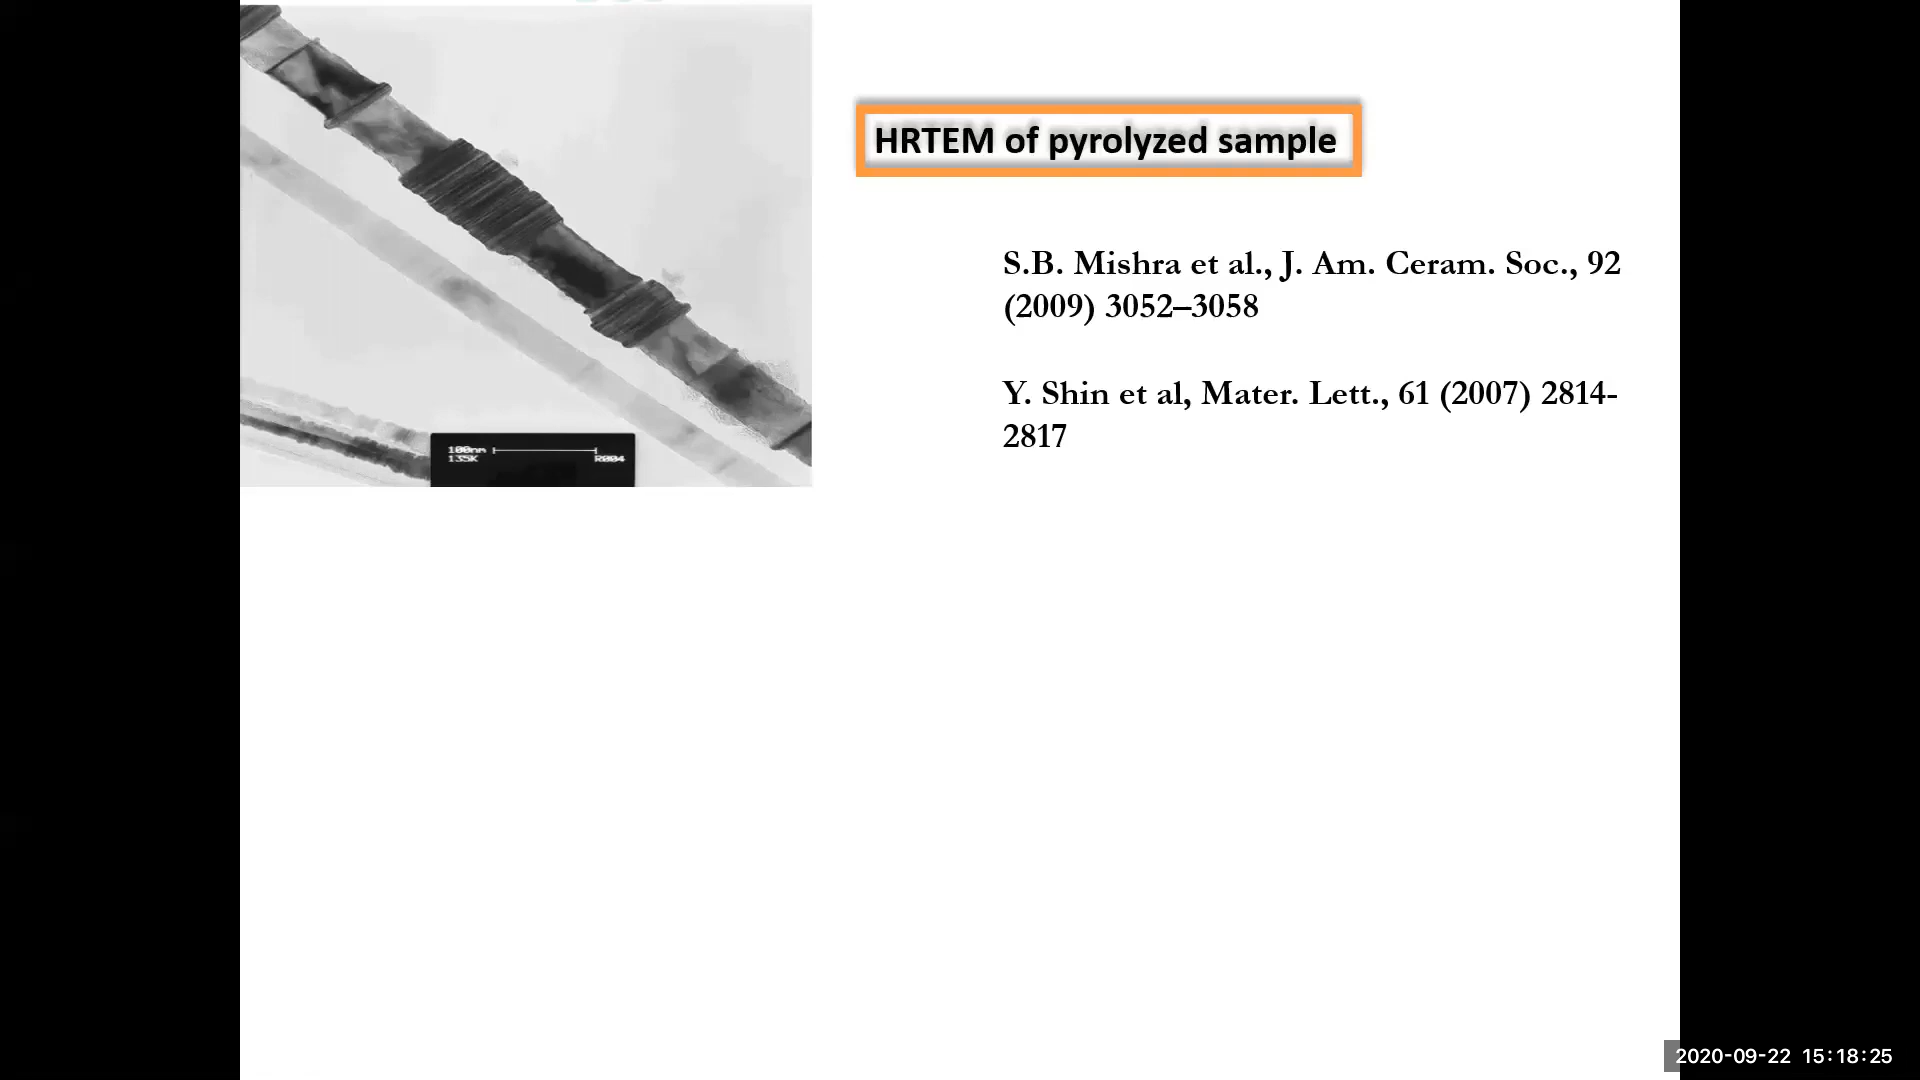 HRTEM of pyrolyzed sample
S.B. Mishra et al., J. Am. Ceram. Soc., 92
(2009) 3052–3058
Y. Shin et al, Mater. Lett., 61 (2007) 2814-
2817
100nm
135K
R004
2020-09-22 15:18:25